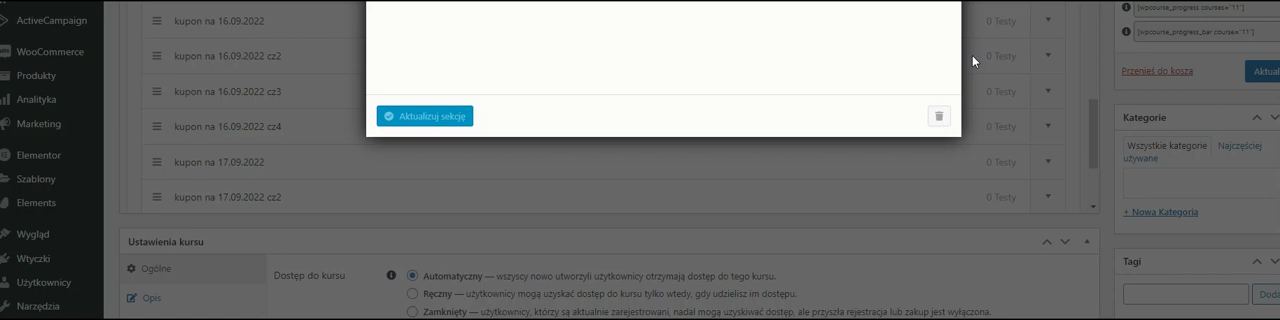 ActiveCampaign
WooCommerce
Produkty
Analityka
Marketing
Elementor
Szablony
Elements
Wygląd
Wtyczki
Użytkownicy
Narzędzia
kupon na 16.09.2022
0 Testy
kupon na 16.09.2022 cz2
0 Testy
kupon na 16.09.2022 cz3
0 Testy
kupon na 16.09.2022 cz4
0 Testy
kupon na 17.09.2022
0 Testy
kupon na 17.09.2022 cz2
0 Testy
Aktualizuj sekcję
Ustawienia kursu
Ogólne
Opis
Dostęp do kursu
Automatyczny — wszyscy nowo utworzyli użytkownicy otrzymają dostęp do tego kursu.
Ręczny — użytkownicy mogą uzyskać dostęp do kursu tylko wtedy, gdy udzielisz im dostępu.
Zamknięty — użytkownicy, którzy są aktualnie zarejestrowani, nadal mogą uzyskiwać dostęp, ale przyszła rejestracja lub zakup jest wyłączona.
[wpcourse_progress courses="11"]
[wpcourse_progress_bar course="11"]
Przenieś do kosza
Aktual
Kategorie
Wszystkie kategorie
Najczęściej
używane
+ Nowa Kategoria
Tagi
Doda